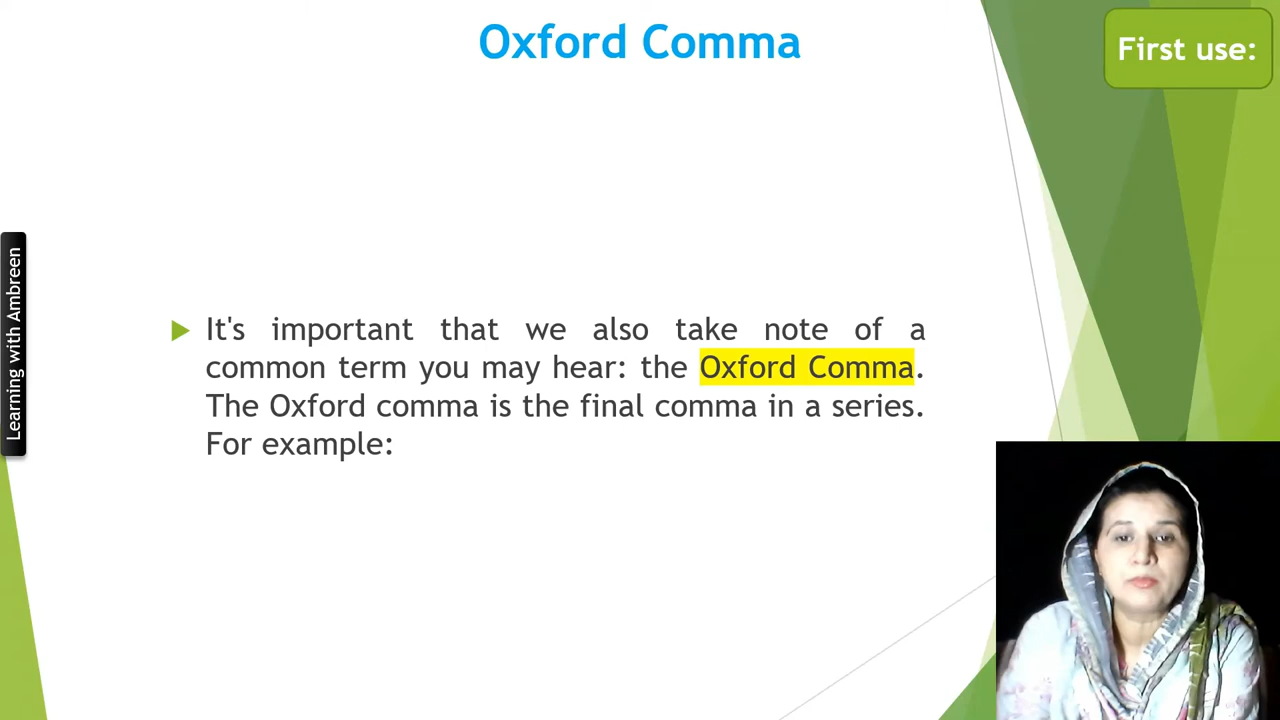 Oxford Comma
First use:
It's important that we also take note of a
common term you may hear: the Oxford Comma.
The Oxford comma is the final comma in a series.
For example:
Learning with Ambreen